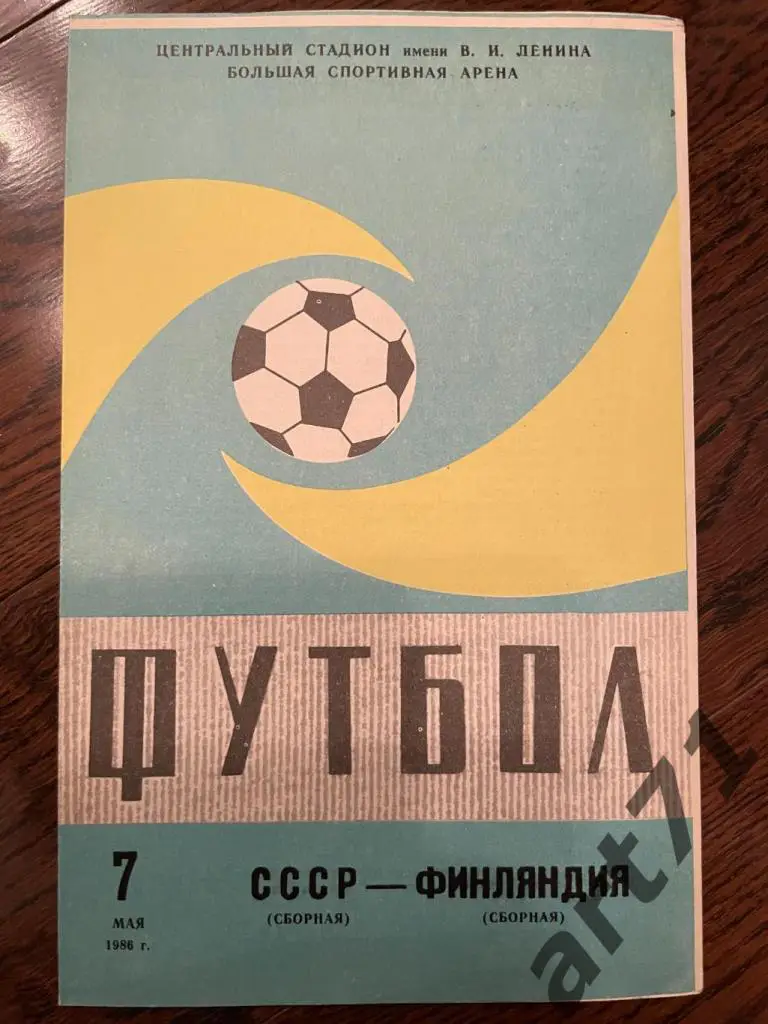 ЦЕНТРАЛЬНЫЙ СТАДИОН имени В. И. ЛЕНИНА
БОЛЬШАЯ СПОРТИВНАЯ АРЕНА
ФУТБОЛ
7
МАЯ
1986 г.
СССР — ФИНЛЯНДИЯ
(СБОРНАЯ) (СБОРНАЯ)
art71